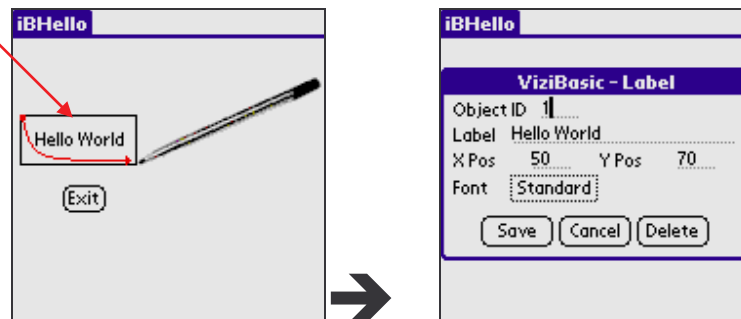 iBHello
Hello World
Exit
iBHello
ViziBasic - Label
Object ID 1
Label Hello World
X Pos 50 Y Pos 70
Font Standard
Save Cancel Delete